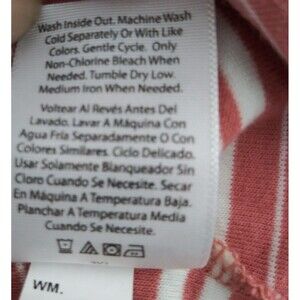 Wash Inside Out. Machine Wash
Cold Separately Or With Like
Colors. Gentle Cycle. Only
Non-Chlorine Bleach When
Needed. Tumble Dry Low.
Medium Iron When Needed.
Voltear Al Revés Antes Del
Lavado. Lavar A Máquina Con
Agua Fría Separadamente O Con
Colores Similares. Ciclo Delicado.
Usar Solamente Blanqueador Sin
Cloro Cuando Se Necesite. Secar
En Máquina A Temperatura Baja.
Planchar A Temperatura Media
Cuando Se Necesite.
WM.